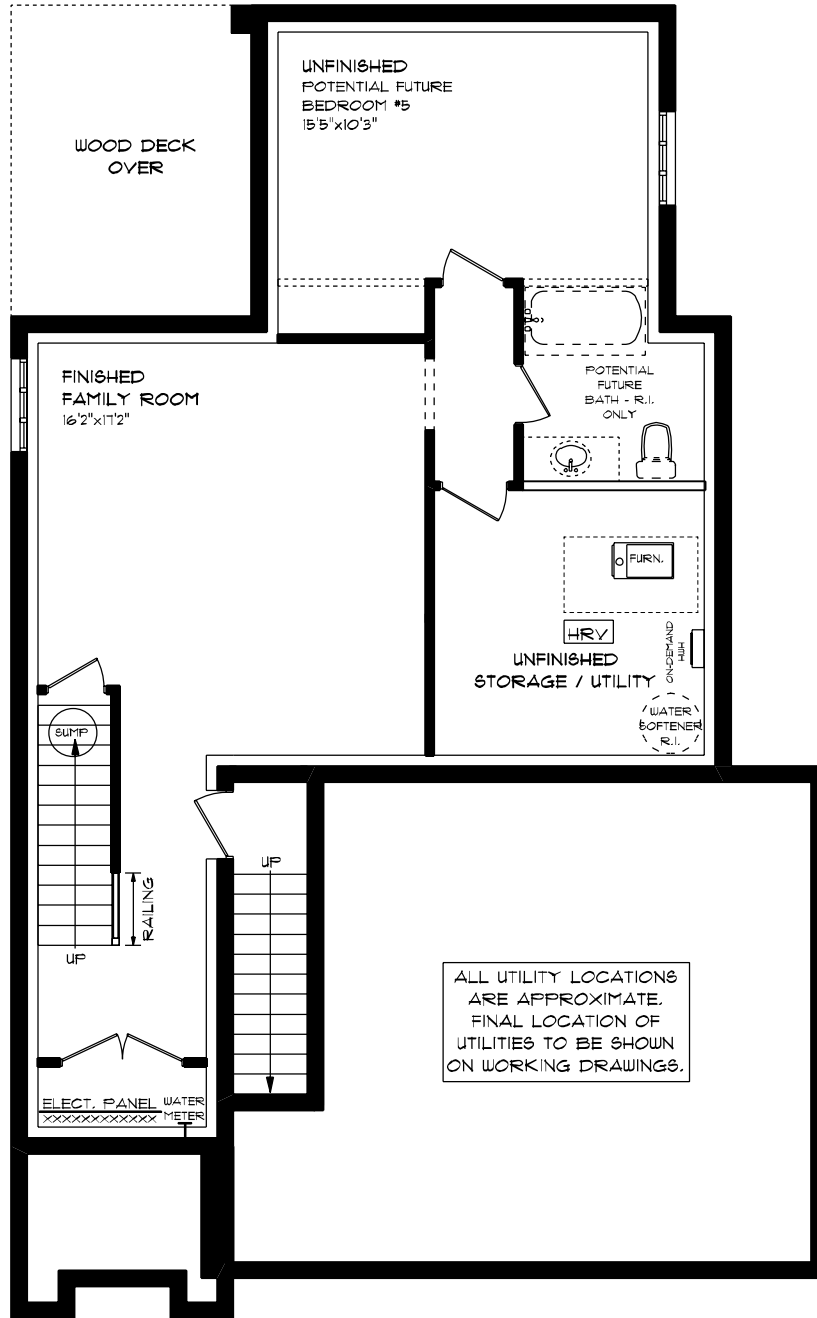 UNFINISHED
POTENTIAL FUTURE
BEDROOM #5
15'5"x10'3"
WOOD DECK
OVER
FINISHED
FAMILY ROOM
16'2"x17'2"
POTENTIAL
FUTURE
BATH - R.I.
ONLY
FURN.
HRV
ON-DEMAND
HWH
UNFINISHED
STORAGE / UTILITY
WATER
SOFTENER
R.I.
SUMP
UP
RAILING
UP
ALL UTILITY LOCATIONS
ARE APPROXIMATE.
FINAL LOCATION OF
UTILITIES TO BE SHOWN
ON WORKING DRAWINGS.
ELECT. PANEL
XXXXXXXXXXXX
WATER
METER